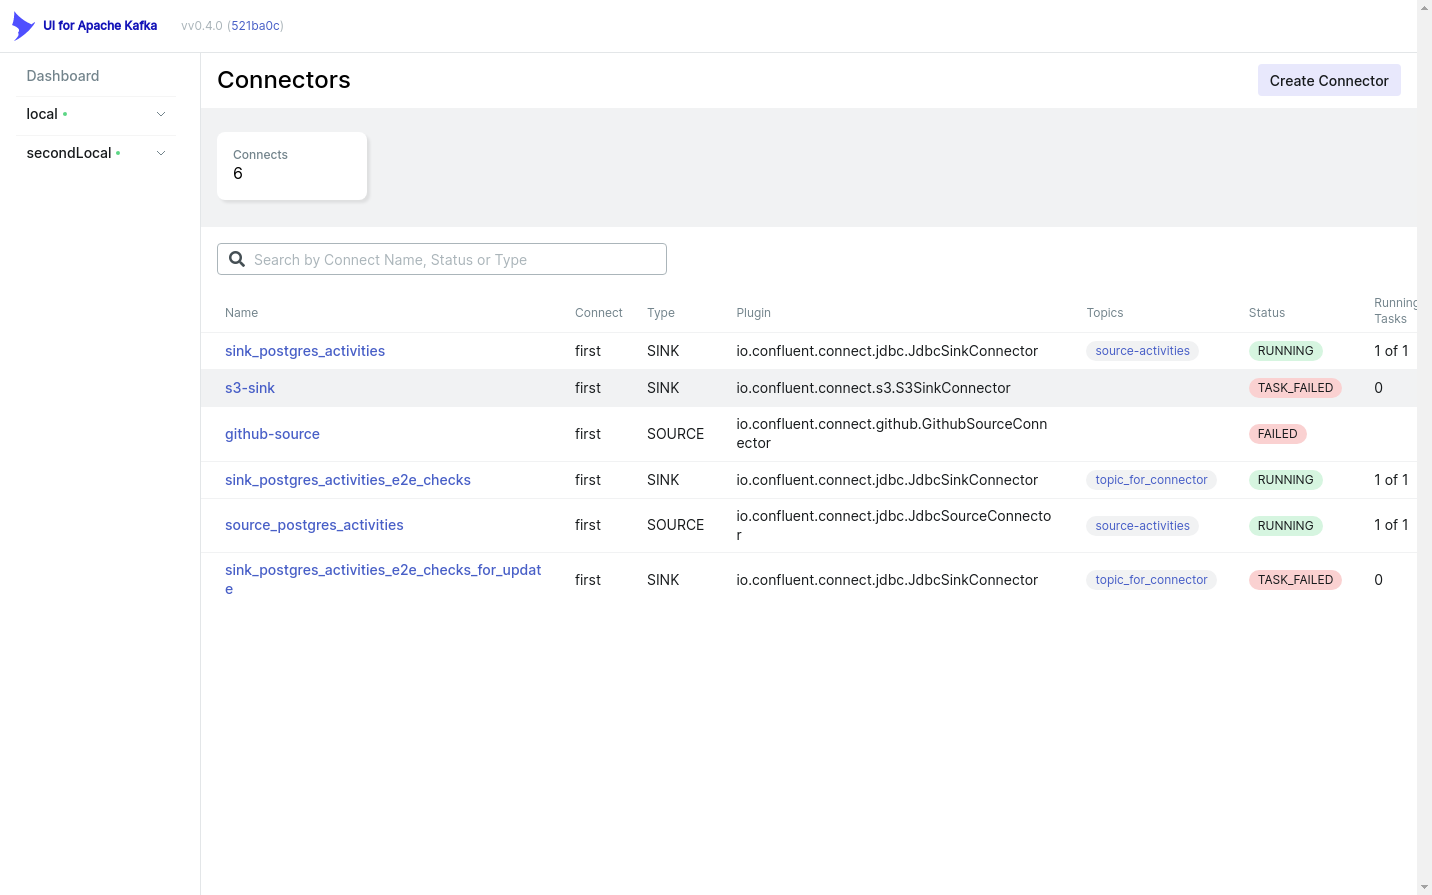 UI for Apache Kafka
vv0.4.0 (521ba0c)
Dashboard
local
secondLocal
Connectors
Create Connector
Connects
6
Search by Connect Name, Status or Type
Name Connect Type Plugin Topics Status Running
Tasks
sink_postgres_activities first SINK io.confluent.connect.jdbc.JdbcSinkConnector source-activities RUNNING 1 of 1
s3-sink first SINK io.confluent.connect.s3.S3SinkConnector TASK_FAILED 0
github-source first SOURCE io.confluent.connect.github.GithubSourceConn
ector FAILED
sink_postgres_activities_e2e_checks first SINK io.confluent.connect.jdbc.JdbcSinkConnector topic_for_connector RUNNING 1 of 1
source_postgres_activities first SOURCE io.confluent.connect.jdbc.JdbcSourceConnecto
r source-activities RUNNING 1 of 1
sink_postgres_activities_e2e_checks_for_updat
e first SINK io.confluent.connect.jdbc.JdbcSinkConnector topic_for_connector TASK_FAILED 0